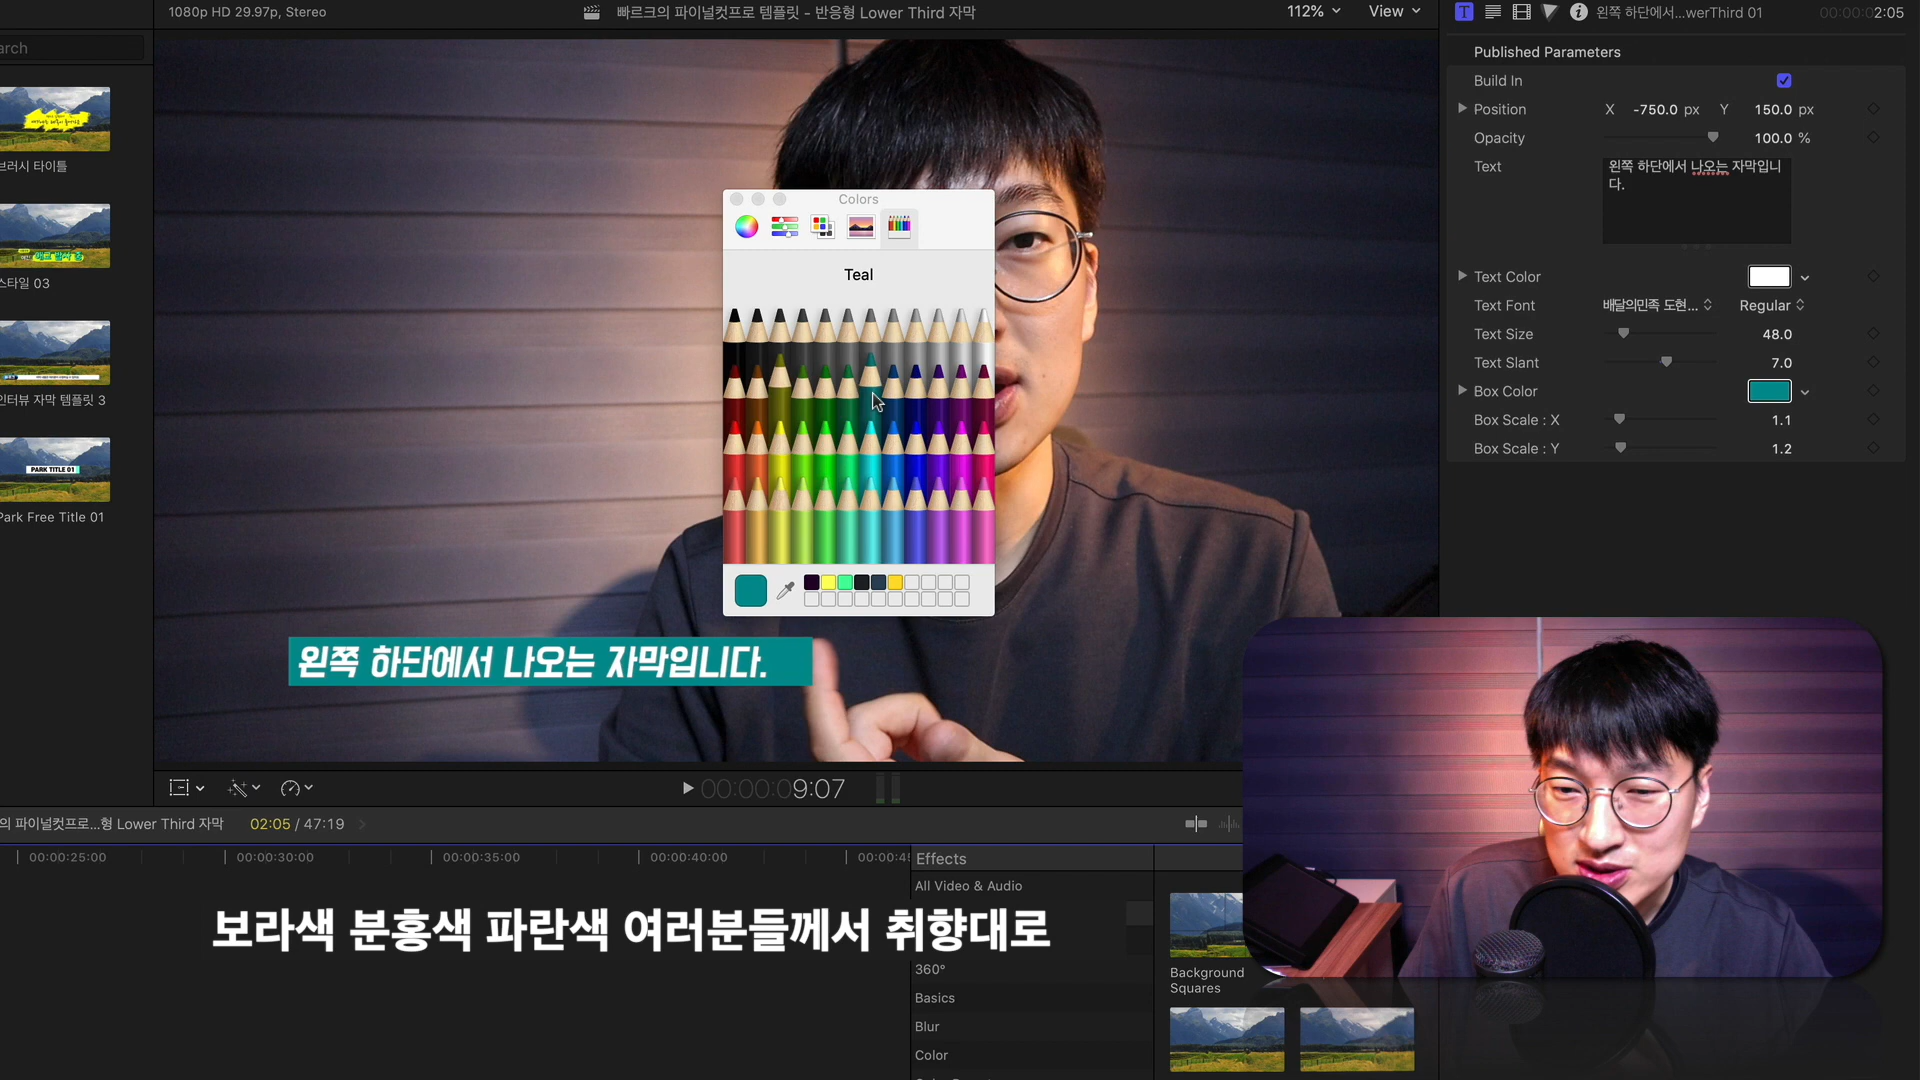 1080p HD 29.97p, Stereo
빠르크의 파이널컷프로 템플릿 - 반응형 Lower Third 자막
112%
View
T
왼쪽 하단에서...werThird 01
00:00:02:05
arch
브러시 타이틀
스타일 03
인터뷰 자막 템플릿 3
PARK TITLE 01
Park Free Title 01
Colors
Teal
왼쪽 하단에서 나오는 자막입니다.
Published Parameters
Build In
Position X -750.0 px Y 150.0 px
Opacity 100.0 %
Text 왼쪽 하단에서 나오는 자막입니
다.
Text Color
Text Font 배달의민족 도현... Regular
Text Size 48.0
Text Slant 7.0
Box Color
Box Scale : X 1.1
Box Scale : Y 1.2
00:00:09:07
의 파이널컷프로...형 Lower Third 자막 02:05 / 47:19
00:00:25:00 00:00:30:00 00:00:35:00 00:00:40:00 00:00:45
Effects
All Video & Audio
보라색 분홍색 파란색 여러분들께서 취향대로
360°
Basics
Blur
Color
Background
Squares